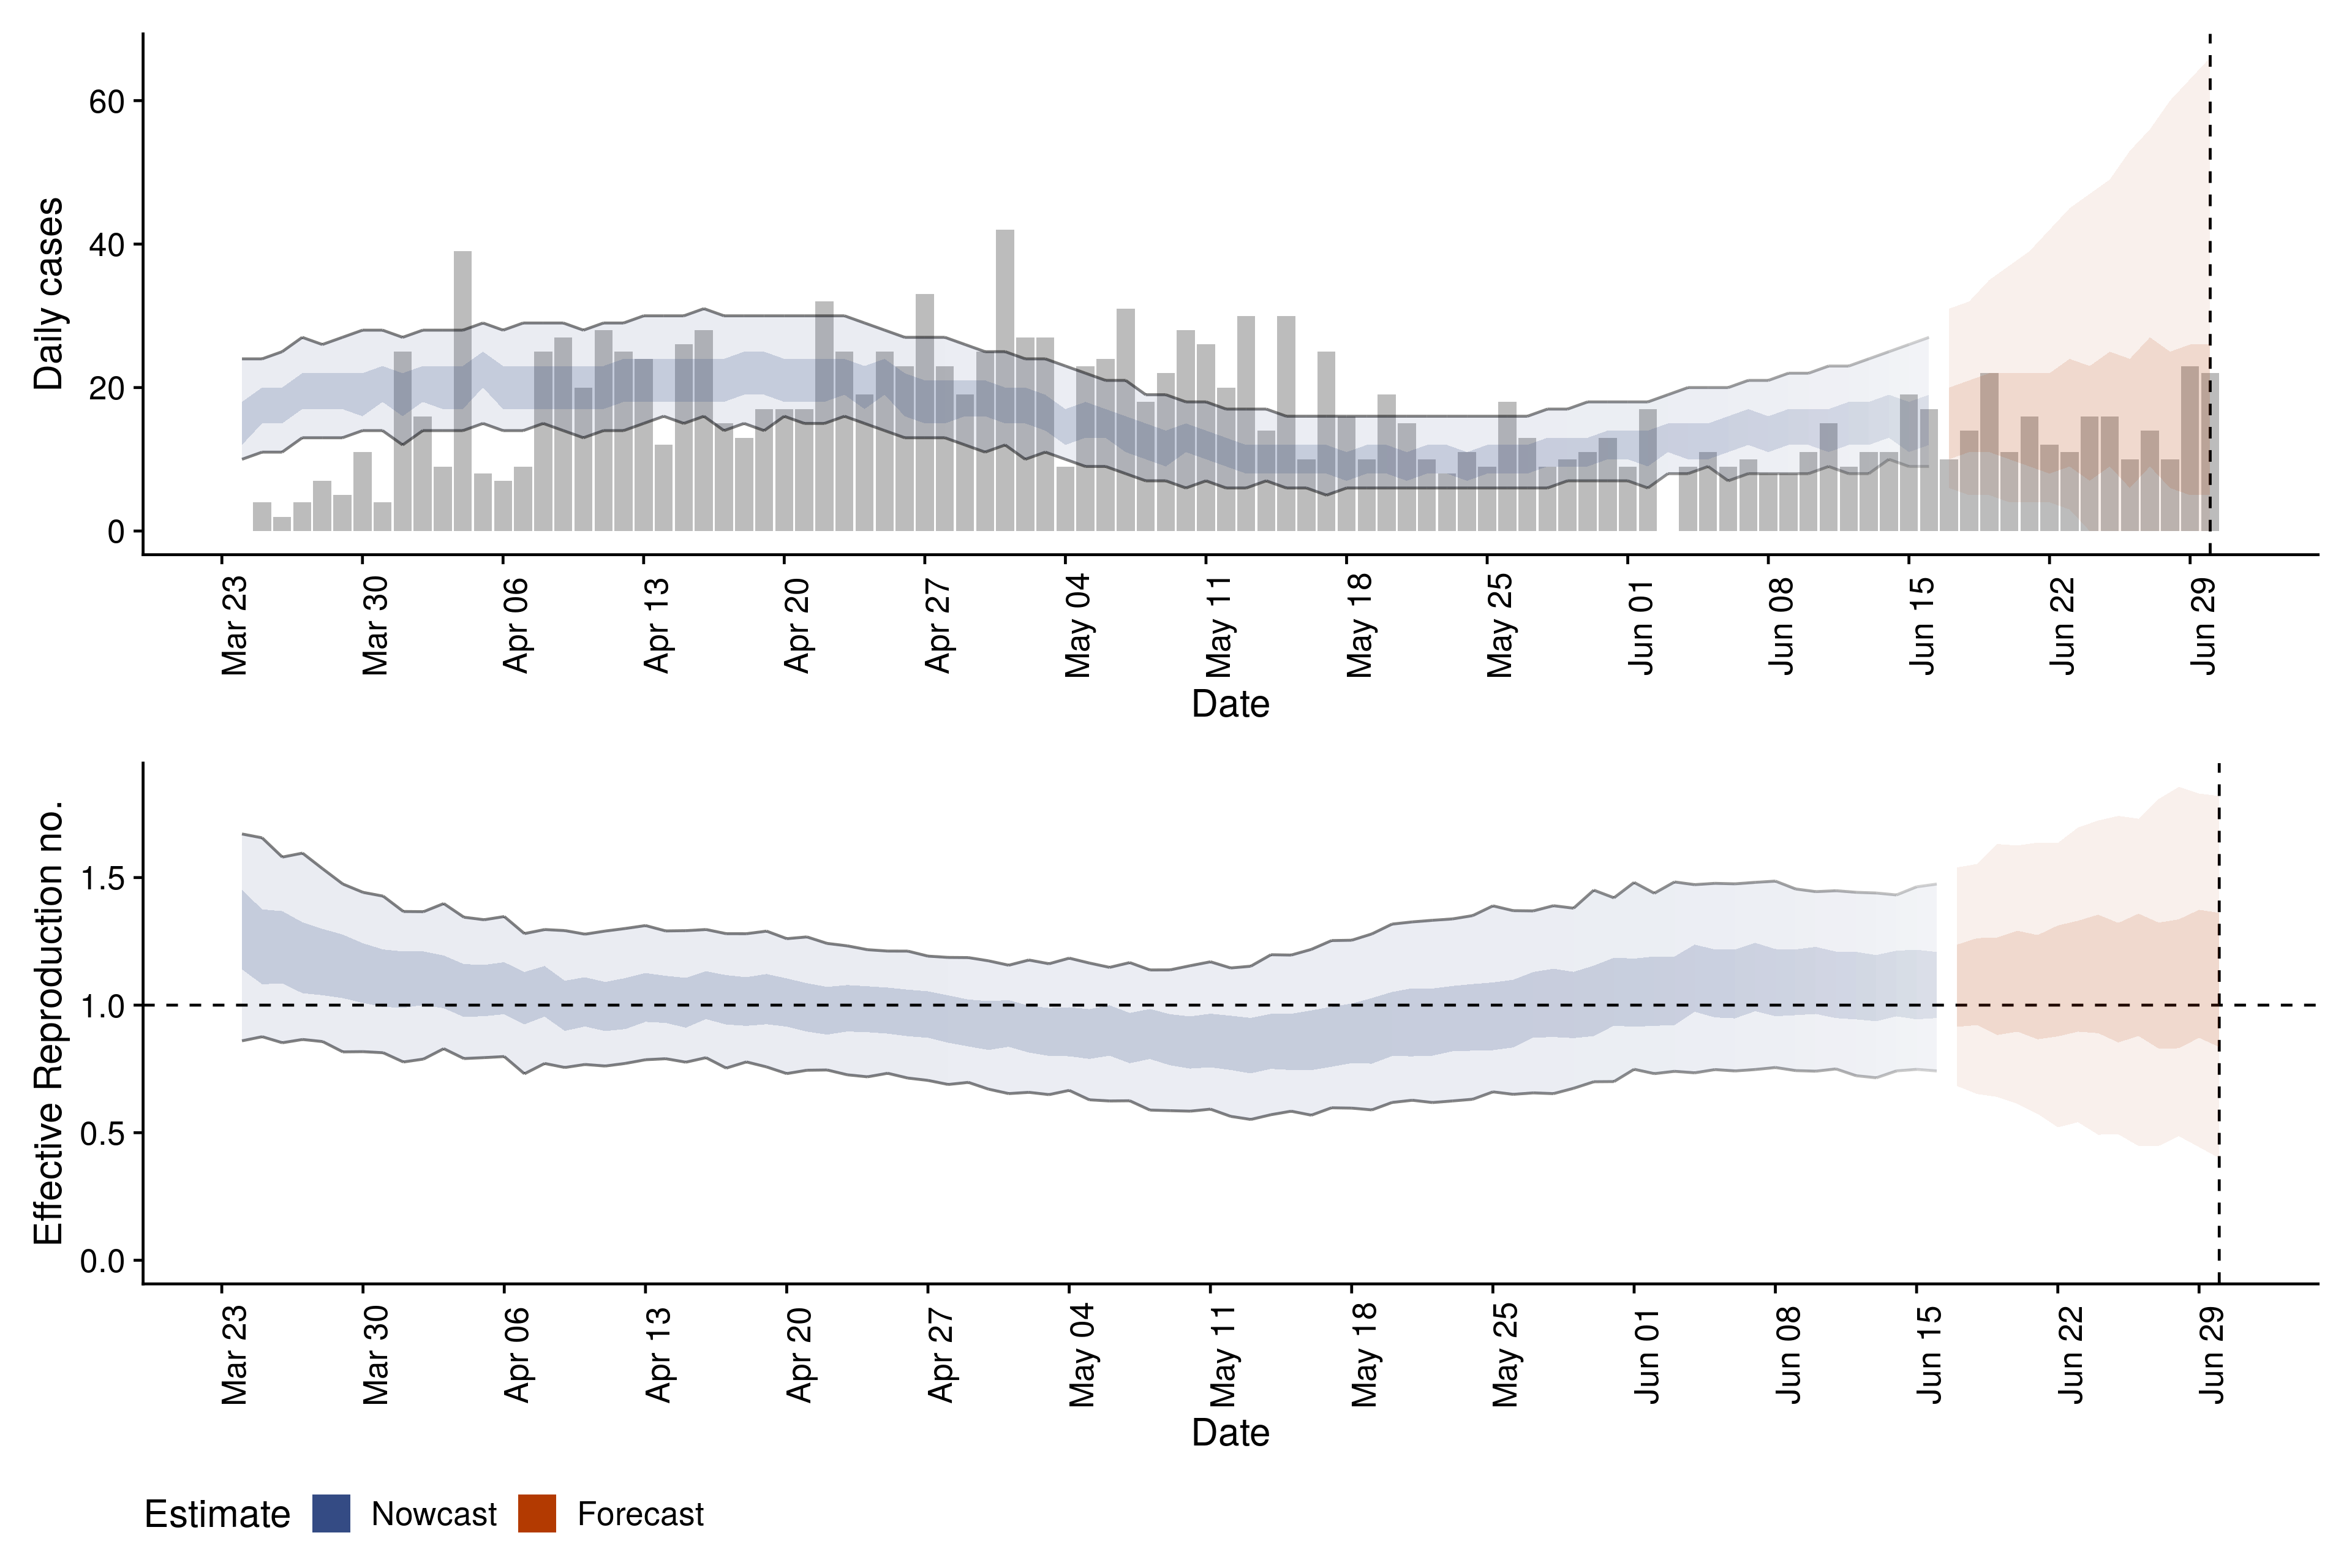 Daily cases
60
40
20
0
Mar 23 Mar 30 Apr 06 Apr 13 Apr 20 Apr 27 May 04 May 11 May 18 May 25 Jun 01 Jun 08 Jun 15 Jun 22 Jun 29
Date
Effective Reproduction no.
1.5
1.0
0.5
0.0
Mar 23 Mar 30 Apr 06 Apr 13 Apr 20 Apr 27 May 04 May 11 May 18 May 25 Jun 01 Jun 08 Jun 15 Jun 22 Jun 29
Date
Estimate Nowcast Forecast